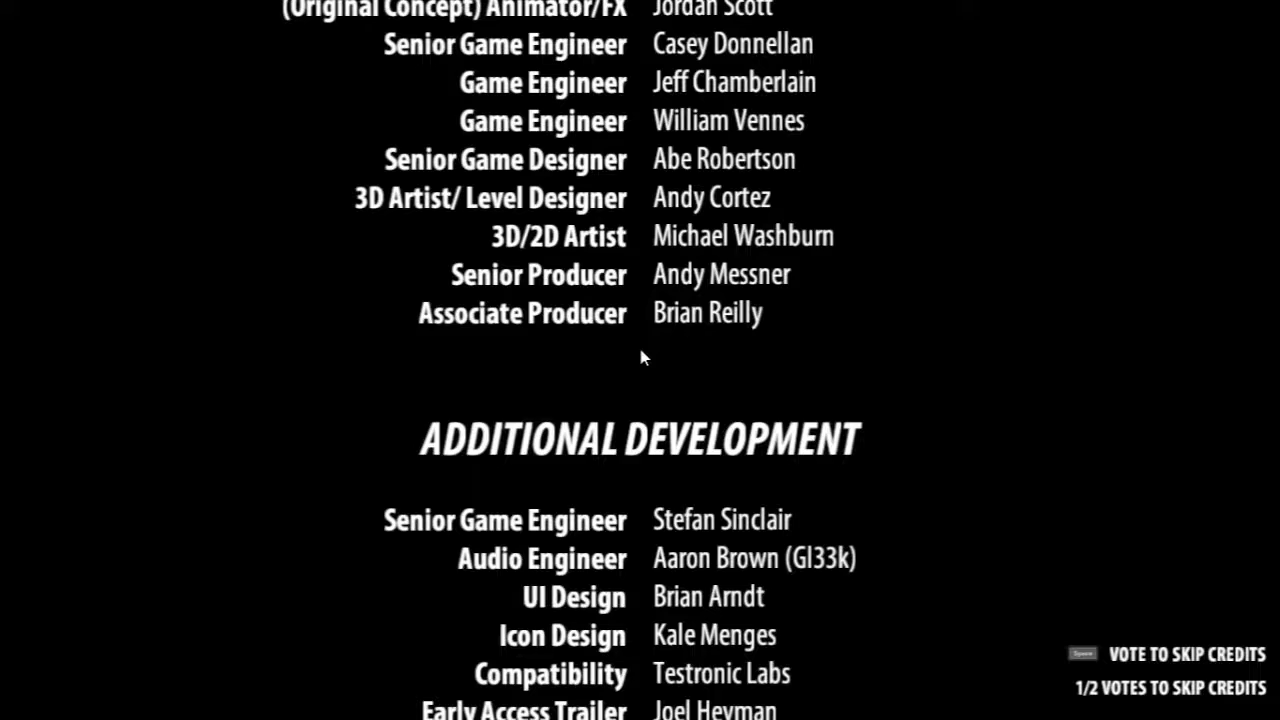 (Original Concept) Animator/FX Jordan Scott
Senior Game Engineer Casey Donnellan
Game Engineer Jeff Chamberlain
Game Engineer William Vennes
Senior Game Designer Abe Robertson
3D Artist/ Level Designer Andy Cortez
3D/2D Artist Michael Washburn
Senior Producer Andy Messner
Associate Producer Brian Reilly
ADDITIONAL DEVELOPMENT
Senior Game Engineer Stefan Sinclair
Audio Engineer Aaron Brown (Gl33k)
UI Design Brian Arndt
Icon Design Kale Menges
Compatibility Testronic Labs
Early Access Trailer Joel Heyman
Space VOTE TO SKIP CREDITS
1/2 VOTES TO SKIP CREDITS